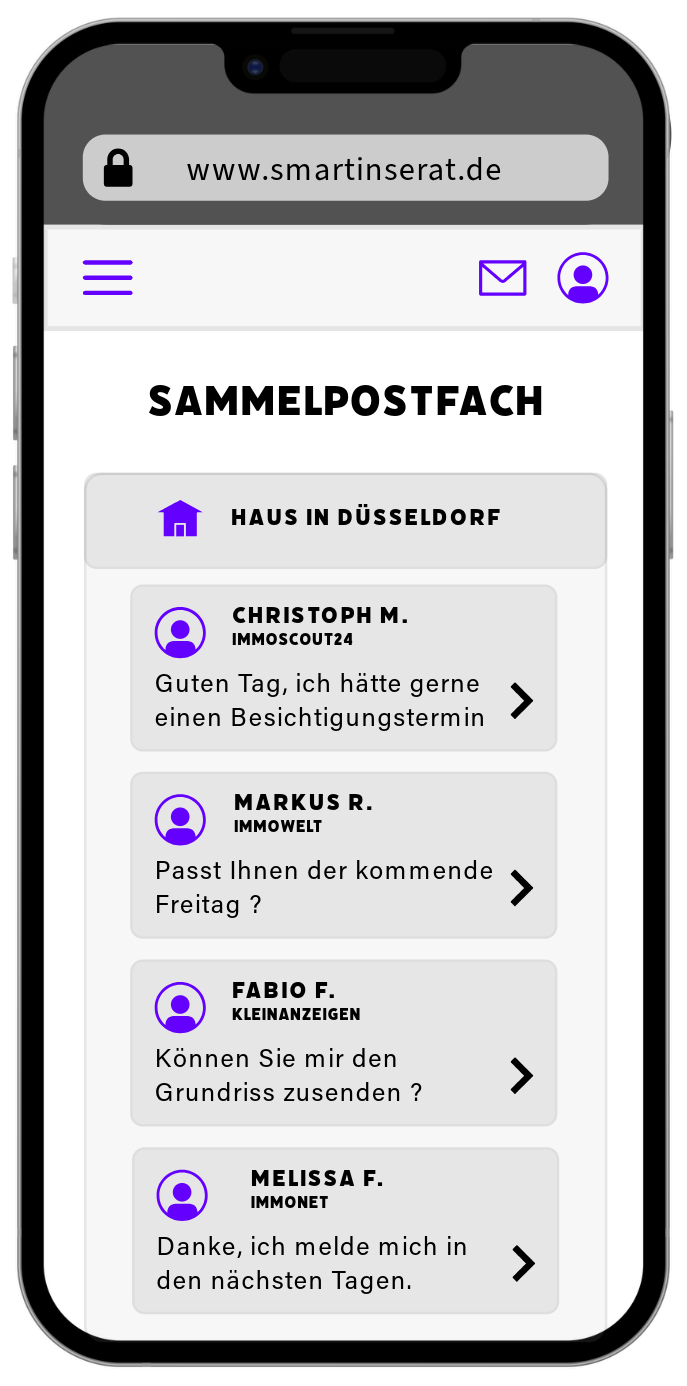 www.smartinserat.de
SAMMELPOSTFACH
HAUS IN DÜSSELDORF
CHRISTOPH M.
IMMOSCOUT24
Guten Tag, ich hätte gerne
einen Besichtigungstermin
MARKUS R.
IMMOWELT
Passt Ihnen der kommende
Freitag ?
FABIO F.
KLEINANZEIGEN
Können Sie mir den
Grundriss zusenden ?
MELISSA F.
IMMONET
Danke, ich melde mich in
den nächsten Tagen.